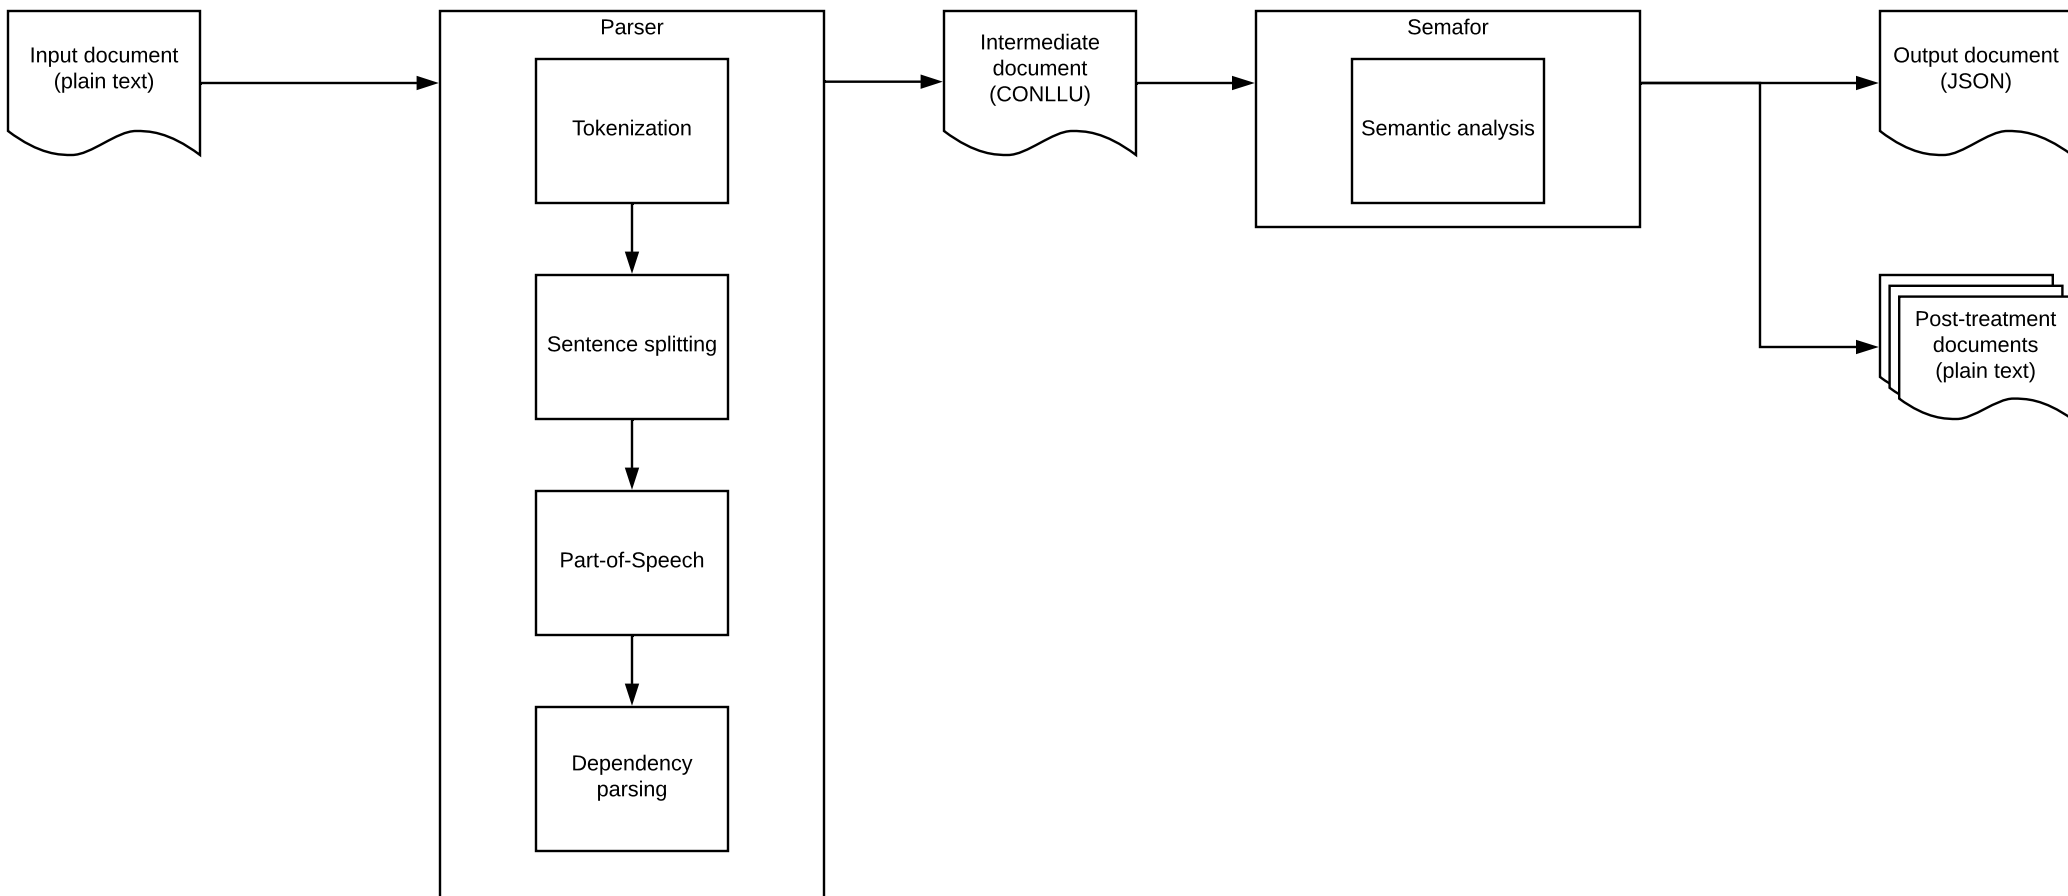 Input document
(plain text)
Parser
Tokenization
Sentence splitting
Part-of-Speech
Dependency
parsing
Intermediate
document
(CONLLU)
Semafor
Semantic analysis
Output document
(JSON)
Post-treatment
documents
(plain text)